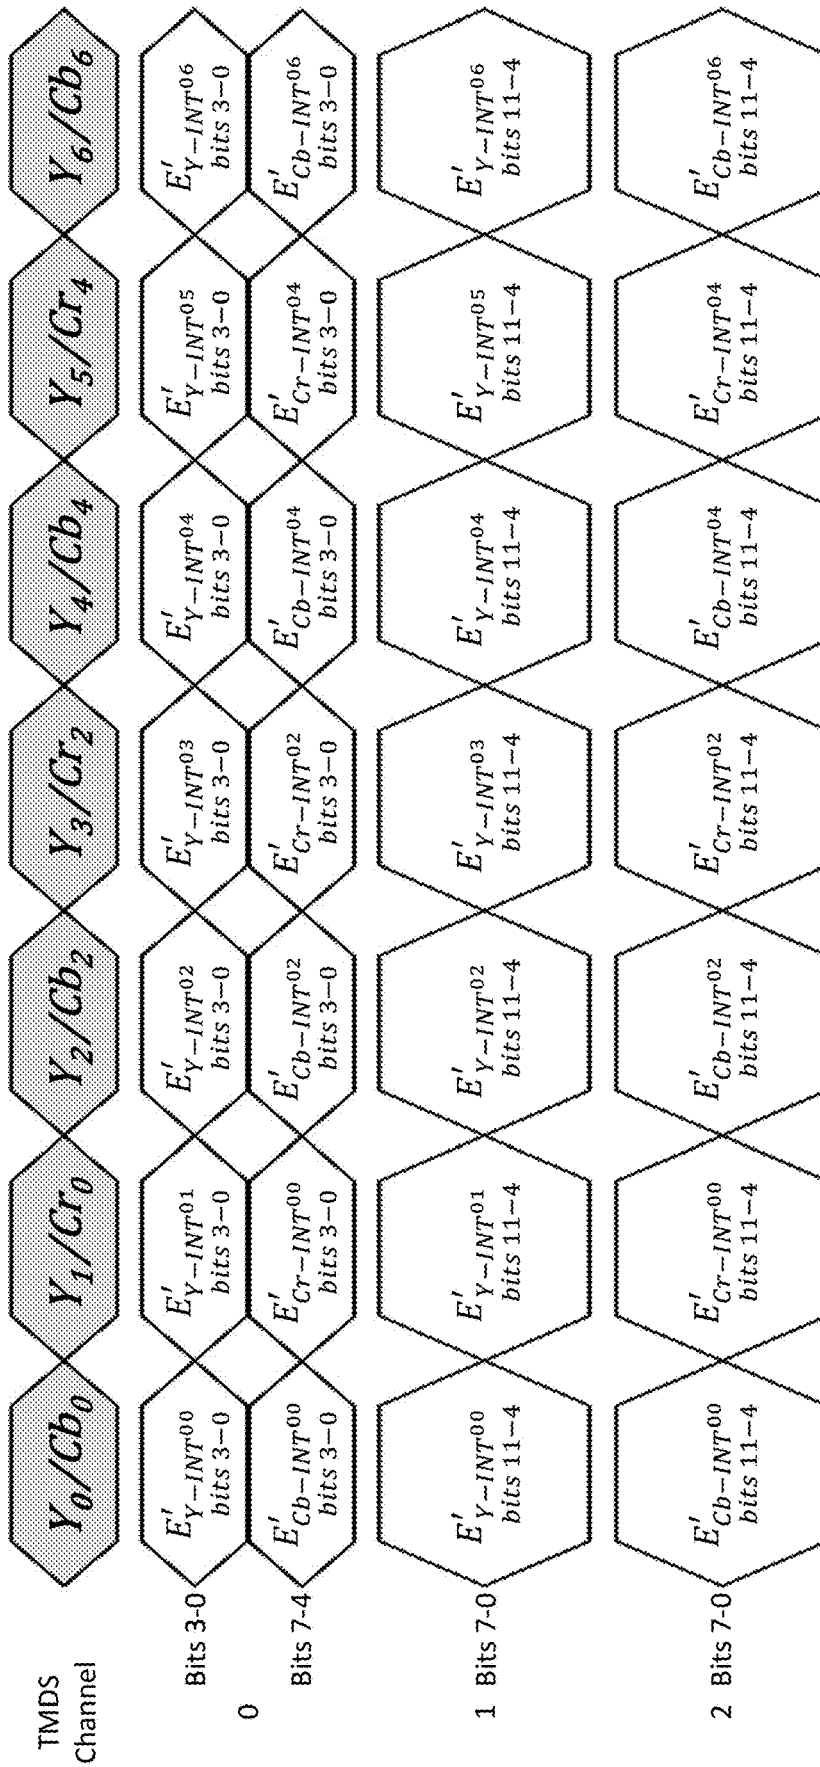 TMDS
Channel
Y₀/Cb₀
Y₁/Cr₀
Y₂/Cb₂
Y₃/Cr₂
Y₄/Cb₄
Y₅/Cr₄
Y₆/Cb₆
0
Bits 3-0
E′Y−INT⁰⁰
bits 3−0
E′Y−INT⁰¹
bits 3−0
E′Y−INT⁰²
bits 3−0
E′Y−INT⁰³
bits 3−0
E′Y−INT⁰⁴
bits 3−0
E′Y−INT⁰⁵
bits 3−0
E′Y−INT⁰⁶
bits 3−0
Bits 7-4
E′Cb−INT⁰⁰
bits 3−0
E′Cr−INT⁰⁰
bits 3−0
E′Cb−INT⁰²
bits 3−0
E′Cr−INT⁰²
bits 3−0
E′Cb−INT⁰⁴
bits 3−0
E′Cr−INT⁰⁴
bits 3−0
E′Cb−INT⁰⁶
bits 3−0
1 Bits 7-0
E′Y−INT⁰⁰
bits 11−4
E′Y−INT⁰¹
bits 11−4
E′Y−INT⁰²
bits 11−4
E′Y−INT⁰³
bits 11−4
E′Y−INT⁰⁴
bits 11−4
E′Y−INT⁰⁵
bits 11−4
E′Y−INT⁰⁶
bits 11−4
2 Bits 7-0
E′Cb−INT⁰⁰
bits 11−4
E′Cr−INT⁰⁰
bits 11−4
E′Cb−INT⁰²
bits 11−4
E′Cr−INT⁰²
bits 11−4
E′Cb−INT⁰⁴
bits 11−4
E′Cr−INT⁰⁴
bits 11−4
E′Cb−INT⁰⁶
bits 11−4